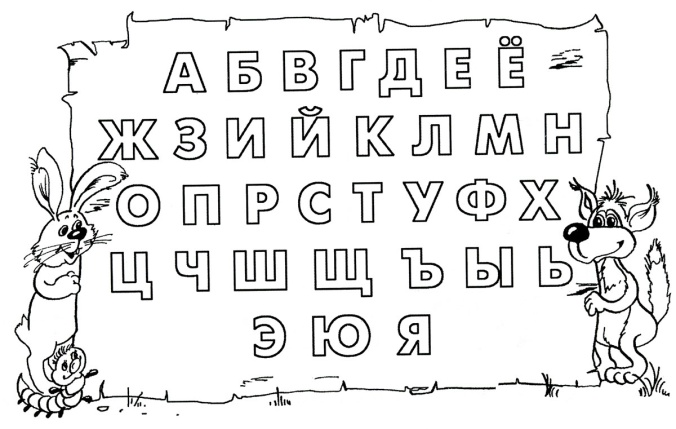 А Б В Г Д Е Ё
Ж З И Й К Л М Н
О П Р С Т У Ф Х
Ц Ч Ш Щ Ъ Ы Ь
Э Ю Я